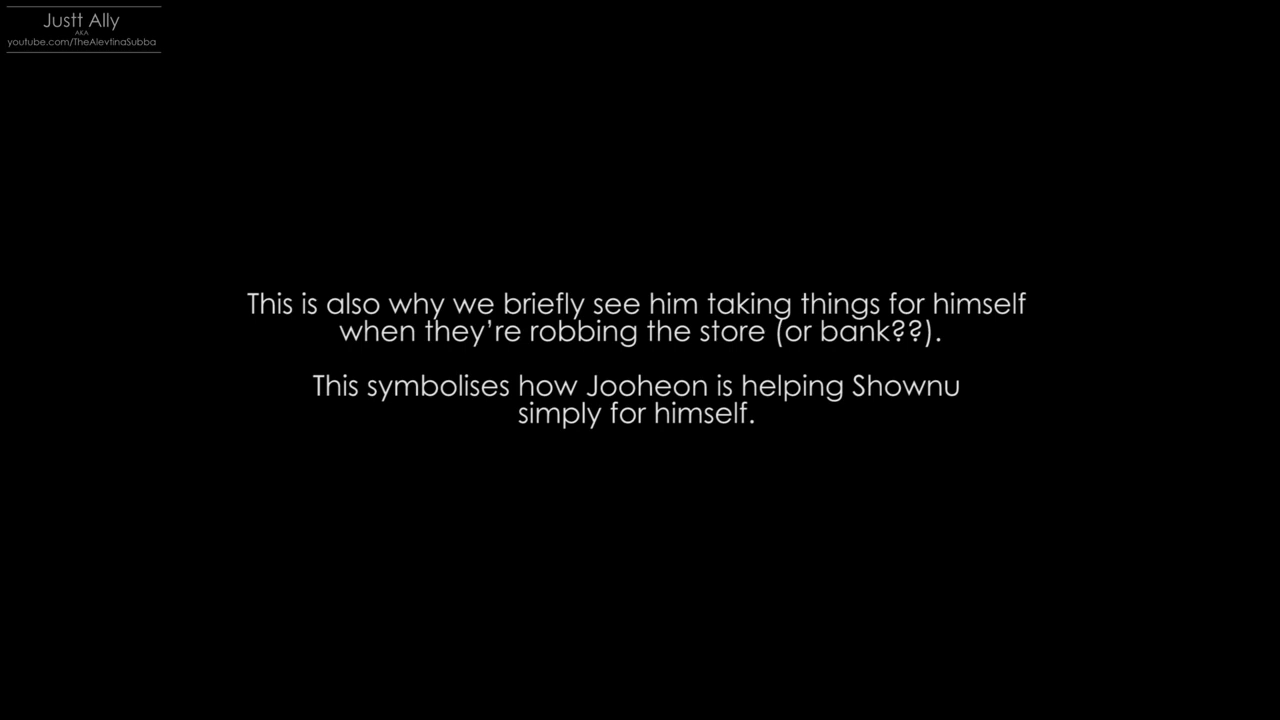 Justt Ally
AKA
youtube.com/TheAlevtinaSubba
This is also why we briefly see him taking things for himself
when they’re robbing the store (or bank??).
This symbolises how Jooheon is helping Shownu
simply for himself.